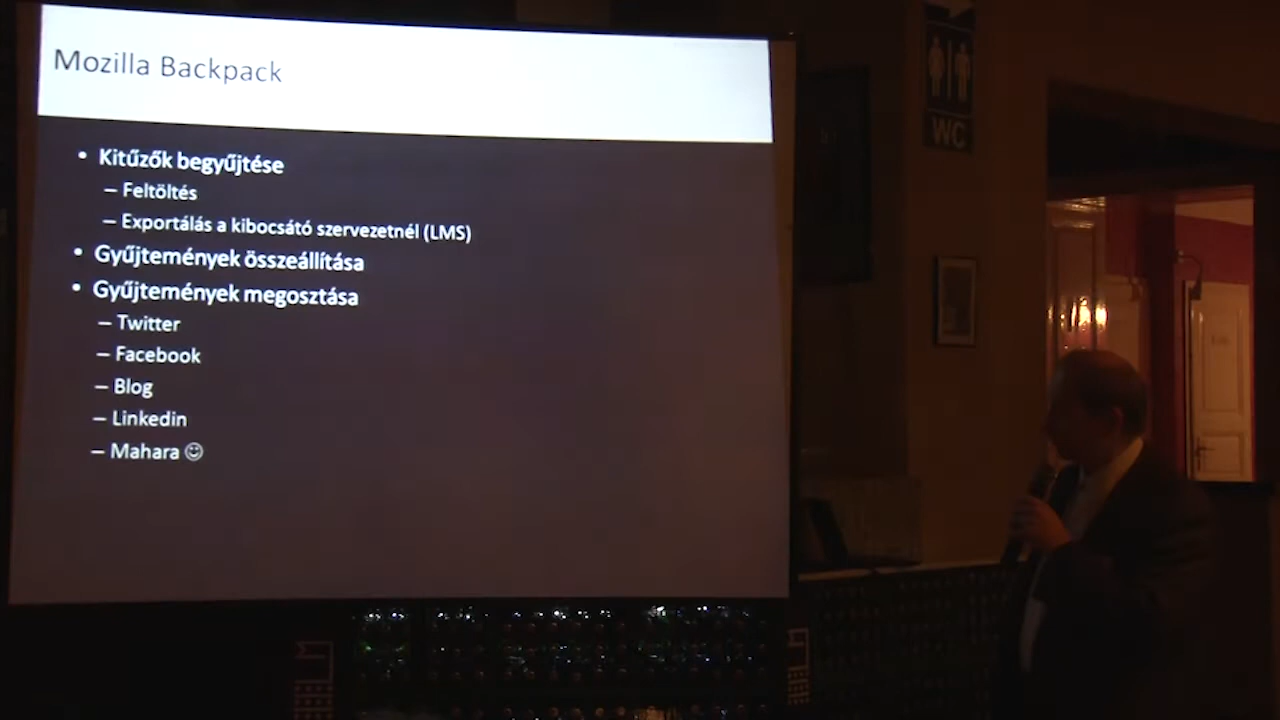 Mozilla Backpack
• Kitűzők begyűjtése
– Feltöltés
– Exportálás a kibocsátó szervezetnél (LMS)
• Gyűjtemények összeállítása
• Gyűjtemények megosztása
– Twitter
– Facebook
– Blog
– Linkedin
– Mahara ☺
WC